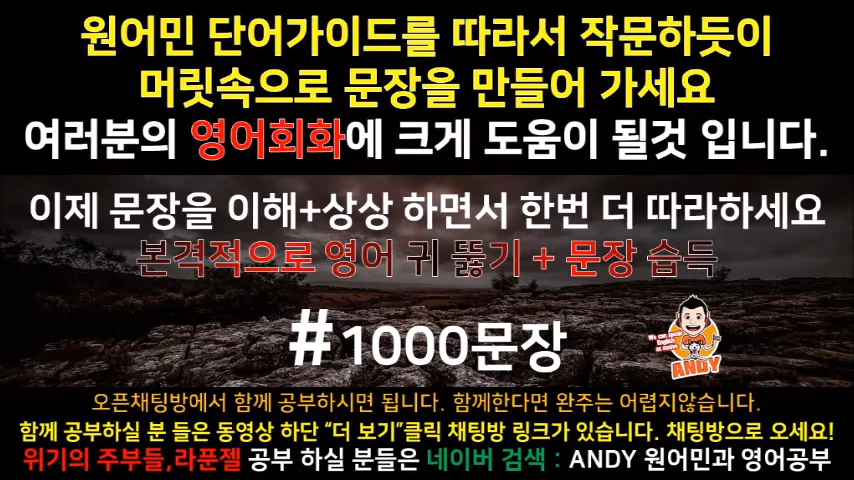 원어민 단어가이드를 따라서 작문하듯이
머릿속으로 문장을 만들어 가세요
여러분의 영어회화에 크게 도움이 될것 입니다.
이제 문장을 이해+상상 하면서 한번 더 따라하세요
본격적으로 영어 귀 뚫기 + 문장 습득
#1000문장
We can speak
English
as Native
ANDY
오픈채팅방에서 함께 공부하시면 됩니다. 함께한다면 완주는 어렵지않습니다.
함께 공부하실 분 들은 동영상 하단 “더 보기”클릭 채팅방 링크가 있습니다. 채팅방으로 오세요!
위기의 주부들,라푼젤 공부 하실 분들은 네이버 검색 : ANDY 원어민과 영어공부